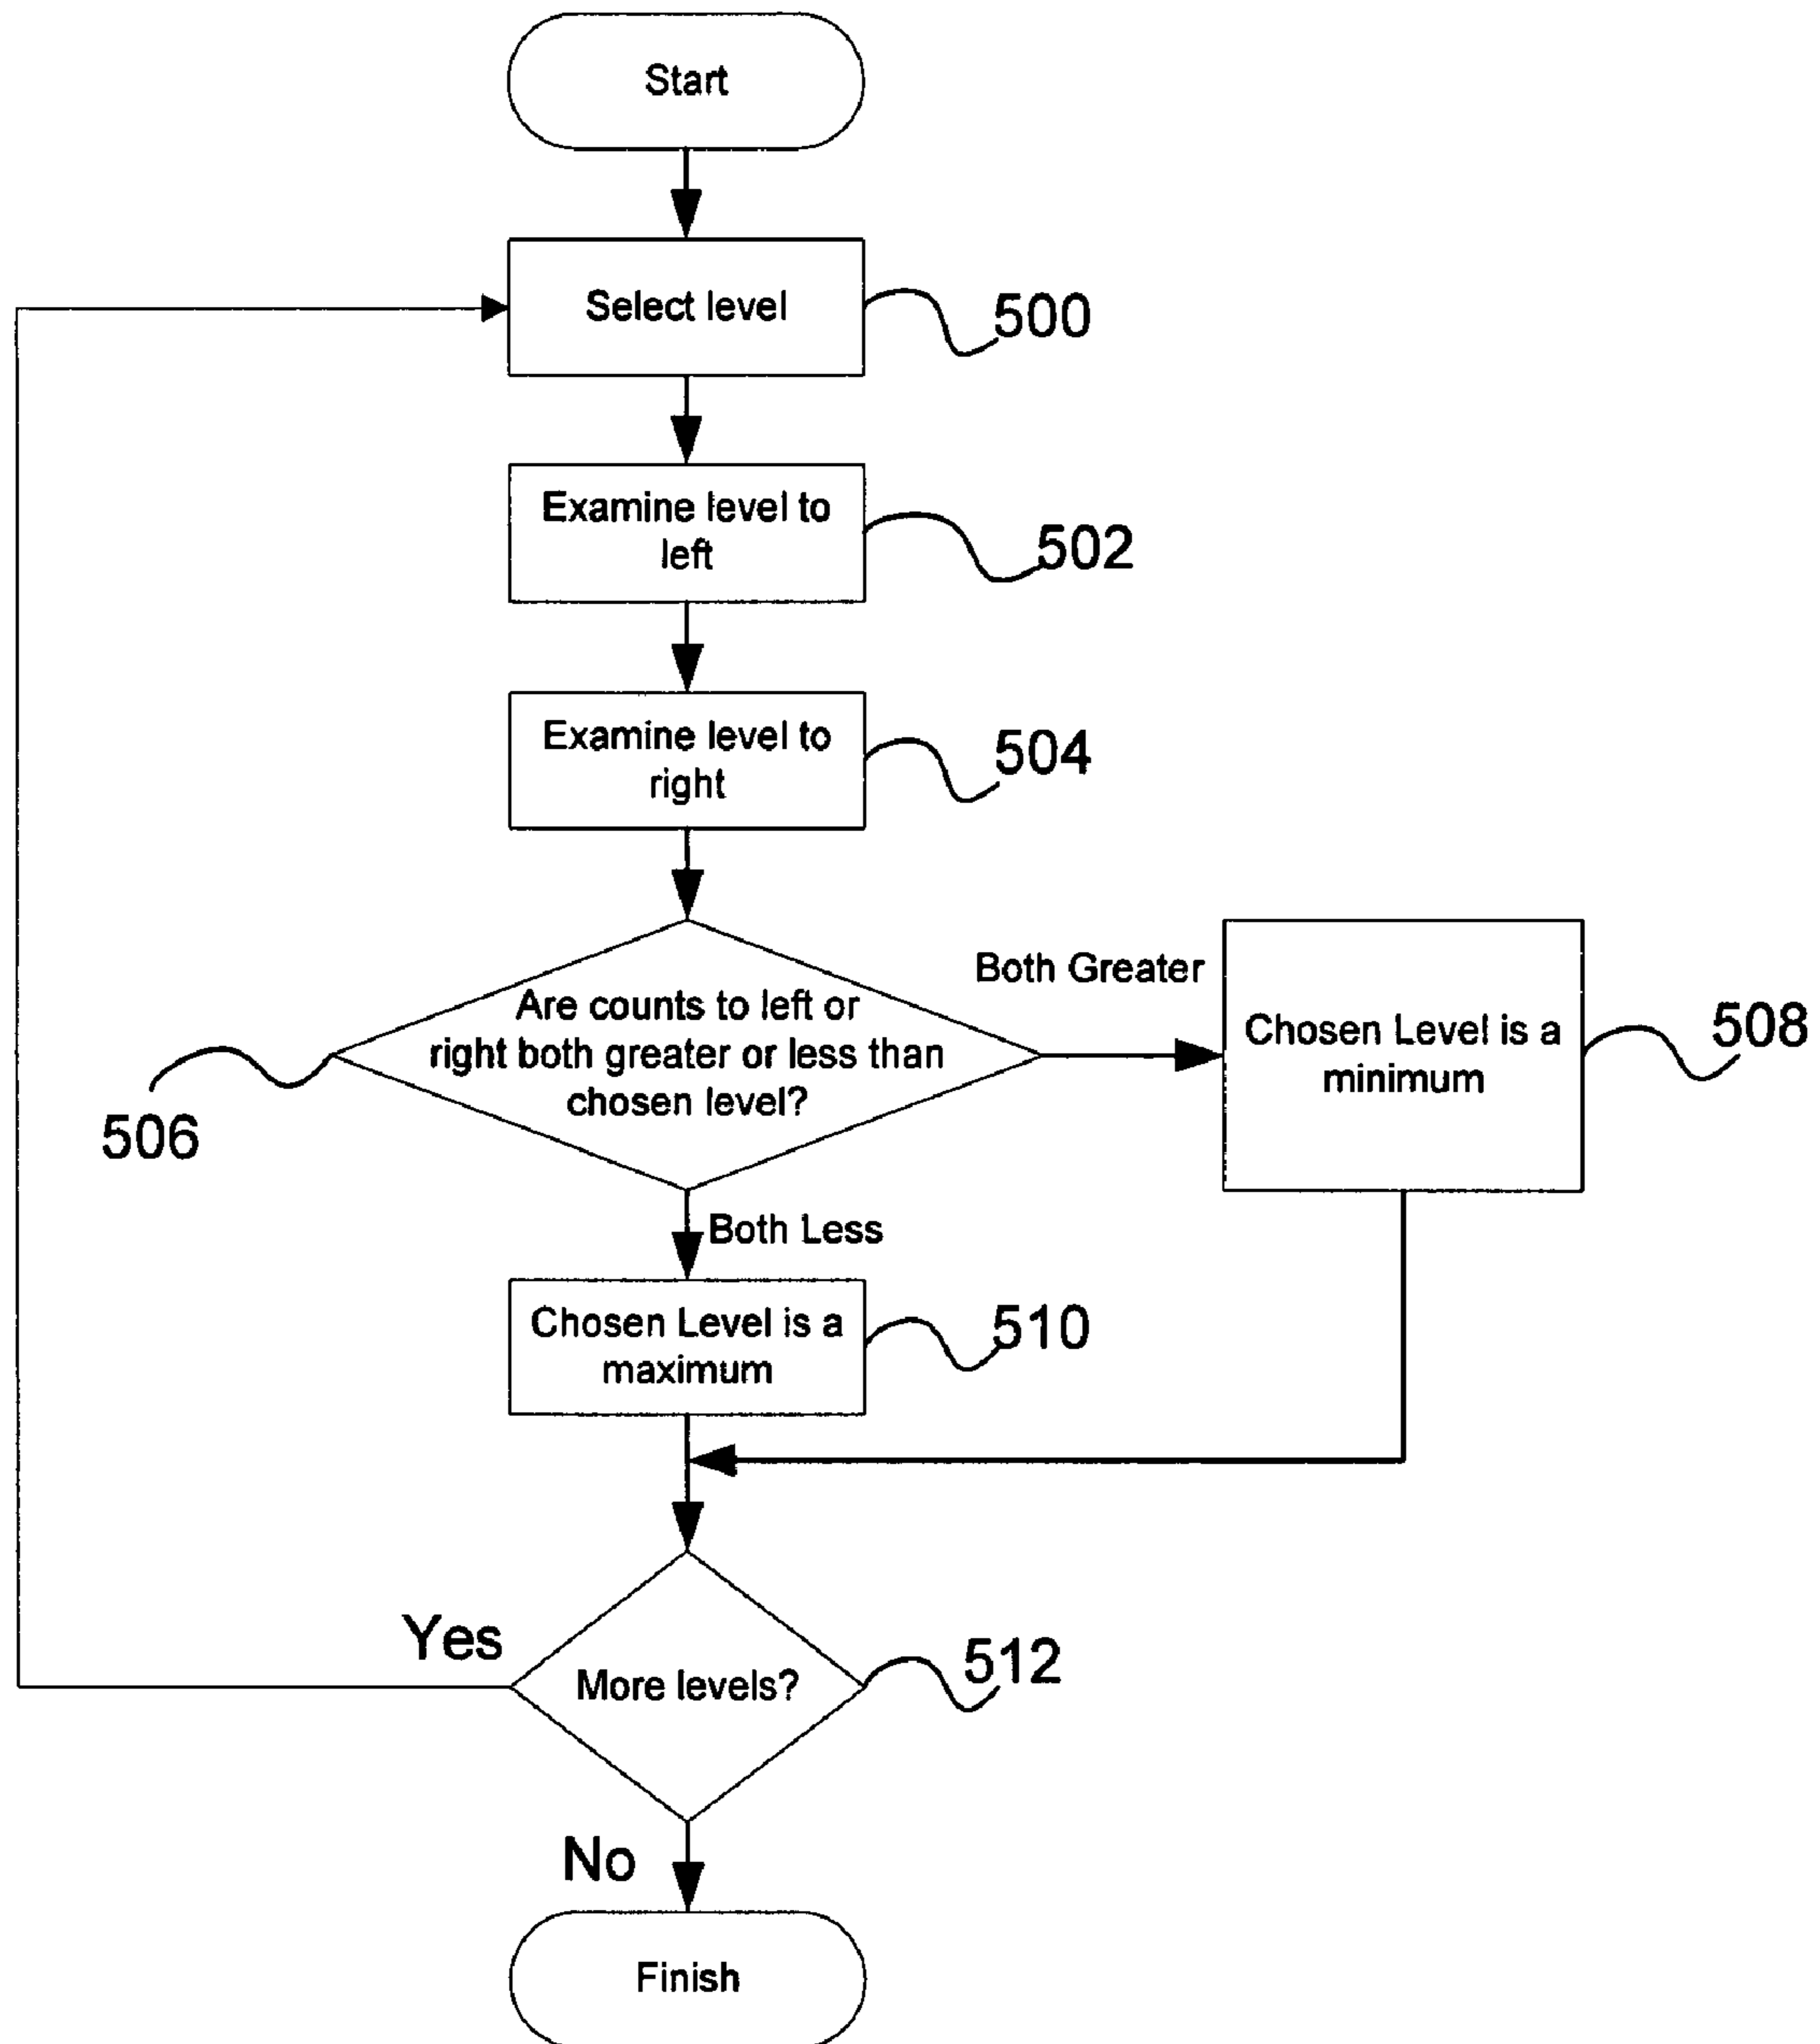 Start
Select level
500
Examine level to
left
502
Examine level to
right
504
Are counts to left or
right both greater or less than
chosen level?
506
Both Greater
Chosen Level is a
minimum
508
Both Less
Chosen Level is a
maximum
510
More levels?
512
Yes
No
Finish